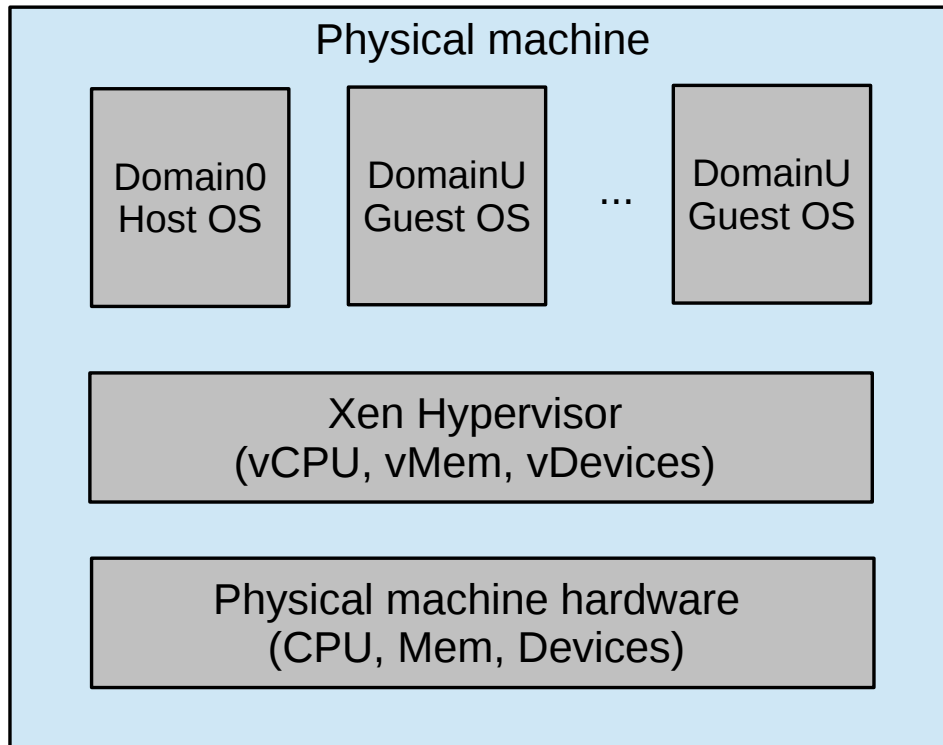 Physical machine
Domain0
Host OS
DomainU
Guest OS
...
DomainU
Guest OS
Xen Hypervisor
(vCPU, vMem, vDevices)
Physical machine hardware
(CPU, Mem, Devices)